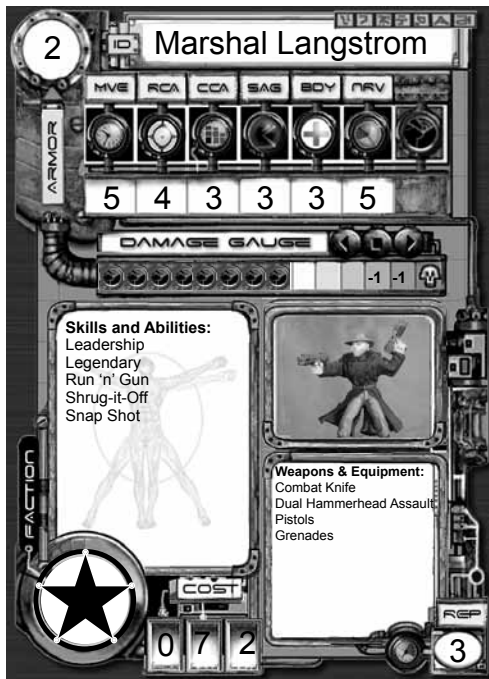 2
ID
Marshal Langstrom
MVE RCA CCA SAG BDY NRV
ARMOR
5 4 3 3 3 5
DAMAGE GAUGE
-1 -1
Skills and Abilities:
Leadership
Legendary
Run ‘n’ Gun
Shrug-it-Off
Snap Shot
Weapons & Equipment:
Combat Knife
Dual Hammerhead Assault
Pistols
Grenades
FACTION
COST
0 7 2
REP
3